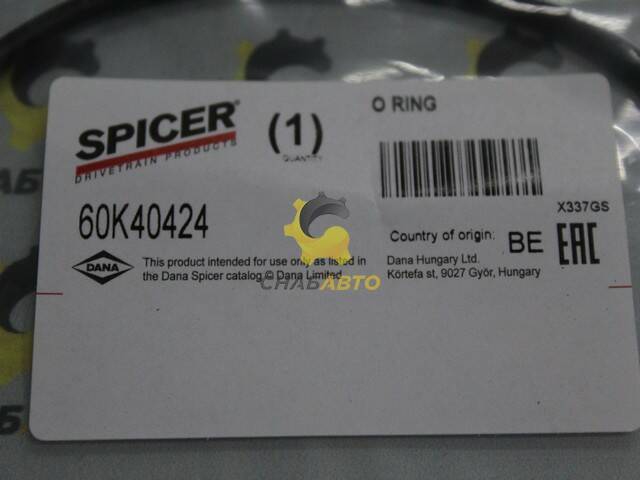 SPICER®
DRIVETRAIN PRODUCTS
(1)
QUANTITY
O RING
X337GS
60K40424
Country of origin: BE
EAC
DANA
This product intended for use only as listed in
the Dana Spicer catalog © Dana Limited
Dana Hungary Ltd.
Körtefa st, 9027 Győr, Hungary
СНАБАВТО